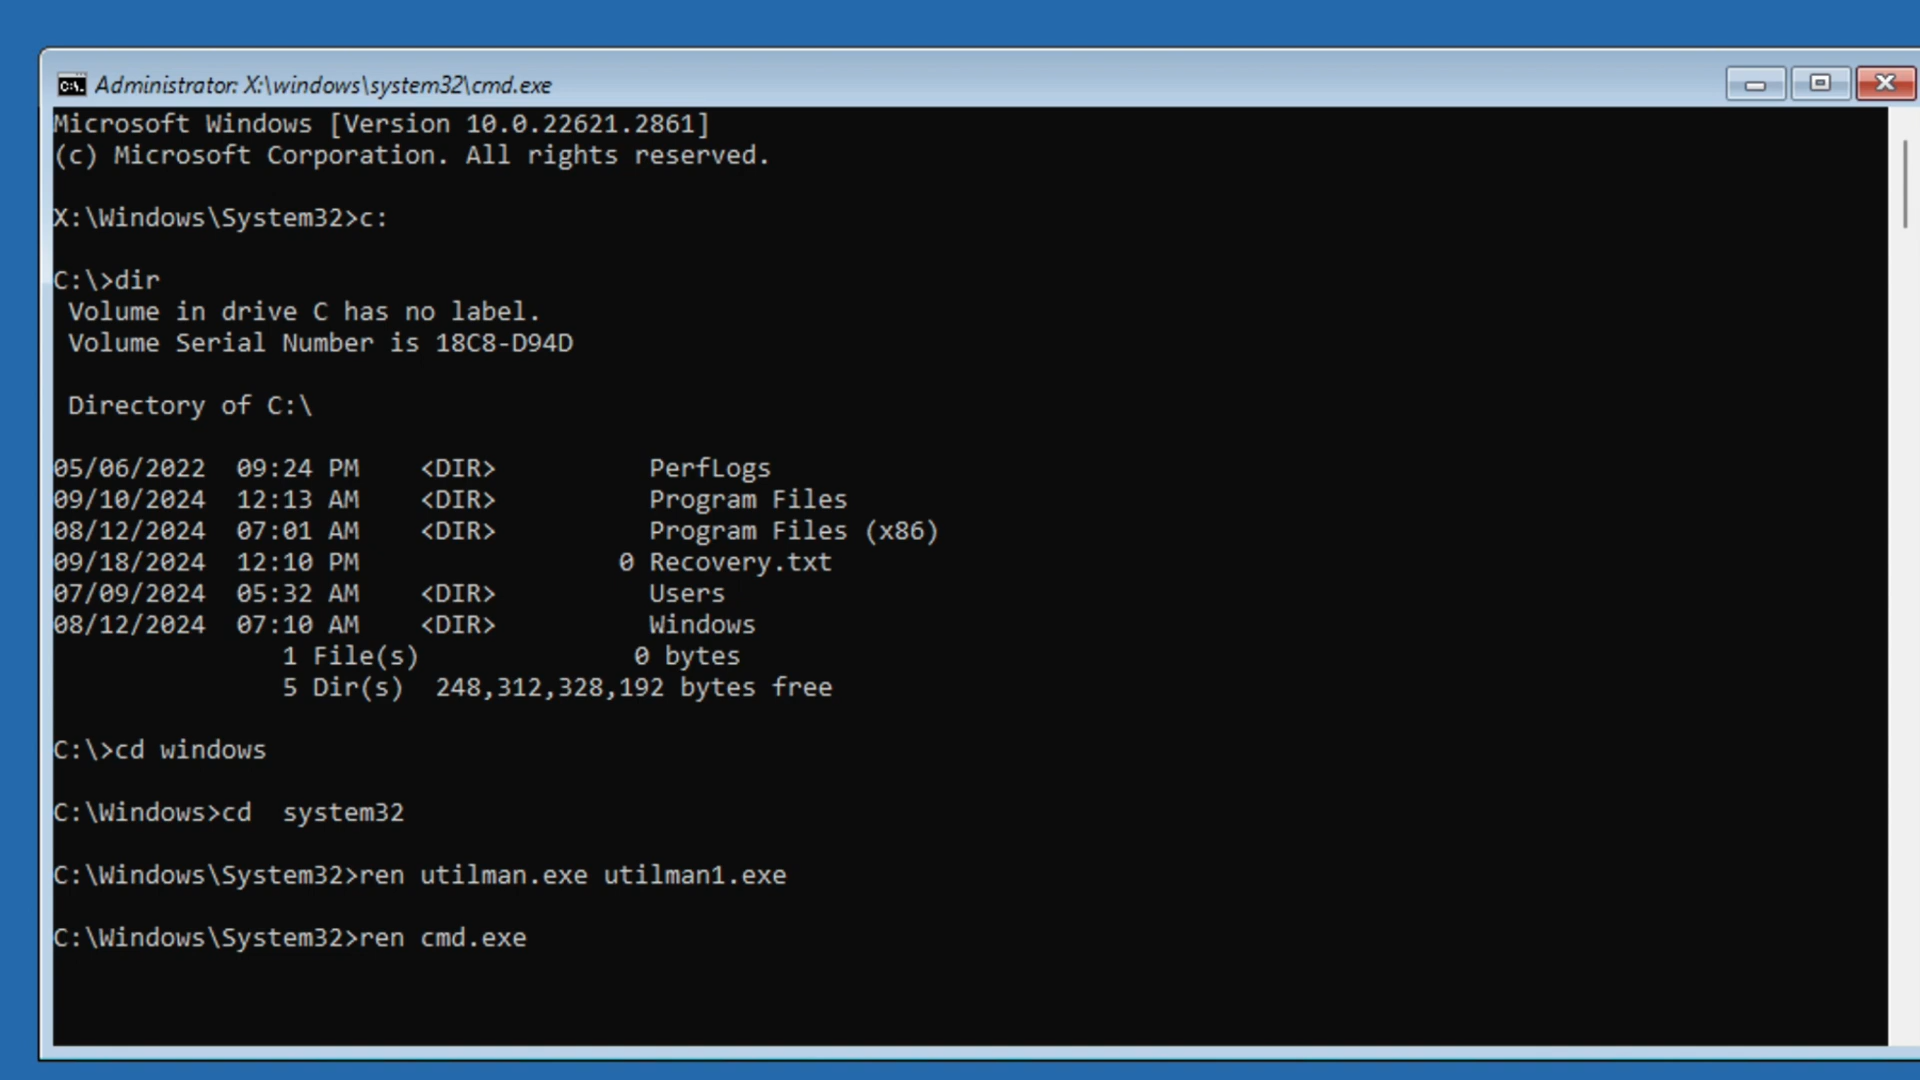 Administrator: X:\windows\system32\cmd.exe
Microsoft Windows [Version 10.0.22621.2861]
(c) Microsoft Corporation. All rights reserved.
X:\Windows\System32>c:
C:\>dir
Volume in drive C has no label.
Volume Serial Number is 18C8-D94D
Directory of C:\
05/06/2022  09:24 PM    <DIR>          PerfLogs
09/10/2024  12:13 AM    <DIR>          Program Files
08/12/2024  07:01 AM    <DIR>          Program Files (x86)
09/18/2024  12:10 PM                 0 Recovery.txt
07/09/2024  05:32 AM    <DIR>          Users
08/12/2024  07:10 AM    <DIR>          Windows
1 File(s)              0 bytes
5 Dir(s)  248,312,328,192 bytes free
C:\>cd windows
C:\Windows>cd  system32
C:\Windows\System32>ren utilman.exe utilman1.exe
C:\Windows\System32>ren cmd.exe